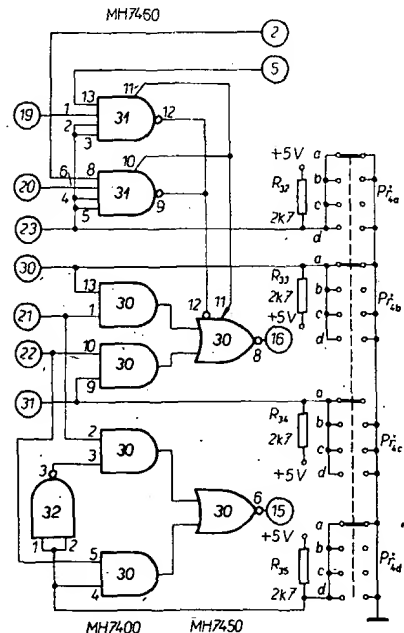 MH7460
2
5
11
13
19
1
31
12
2
3
10
6
8
20
31
4
9
5
23
+5V
R32
2k7
a
b
c
d
Př4a
30
13
30
21
1
12
11
30
16
8
22
10
30
9
31
R33
2k7
+5V
a
b
c
d
Př4b
2
30
3
3
32
1
2
30
6
15
5
30
4
R34
2k7
+5V
a
b
c
d
Př4c
+5V
R35
2k7
a
b
c
d
Př4d
MH7400
MH7450